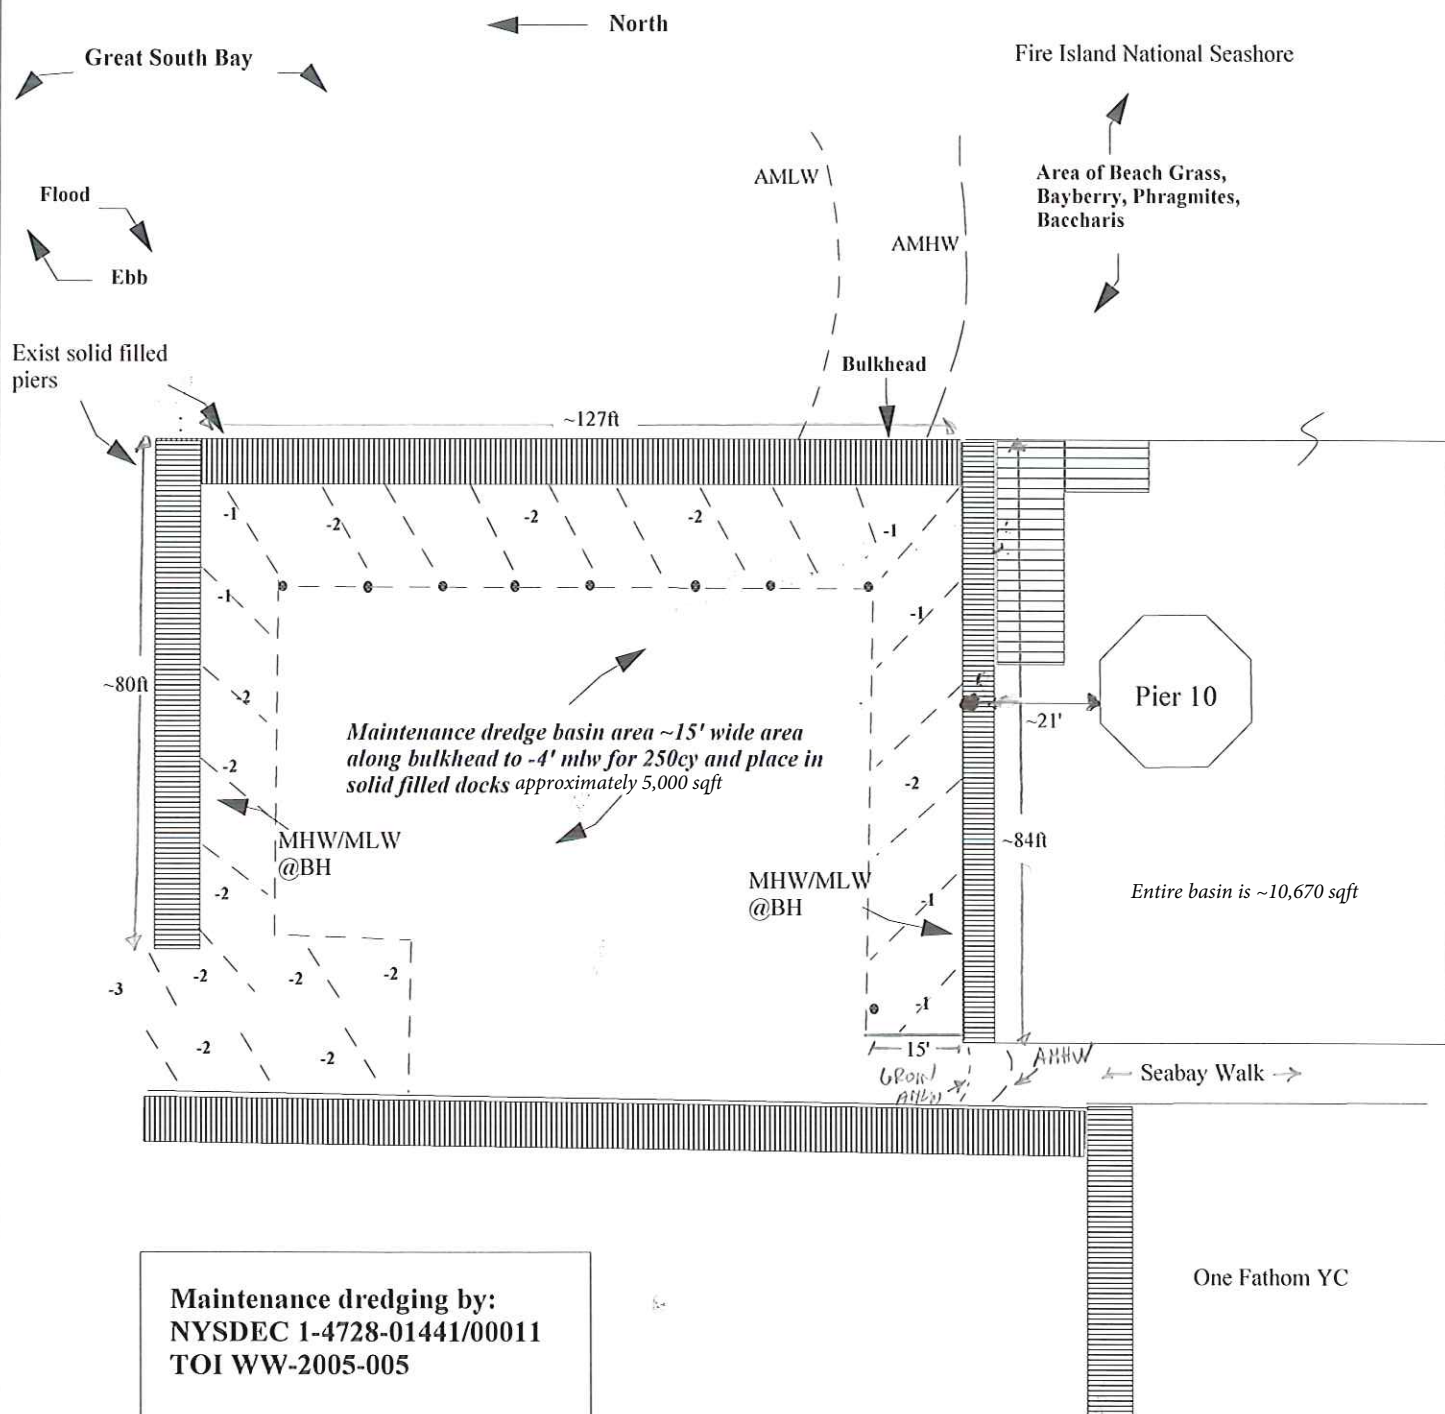 North
Great South Bay
Fire Island National Seashore
AMLW
Area of Beach Grass,
Bayberry, Phragmites,
Baccharis
Flood
AMHW
Ebb
Exist solid filled
piers
Bulkhead
~127ft
-1
-2
-2
-2
-1
-1
-1
~80ft
-2
Pier 10
~21'
Maintenance dredge basin area ~15' wide area
along bulkhead to -4' mlw for 250cy and place in
solid filled docks approximately 5,000 sqft
-2
-2
MHW/MLW
@BH
~84ft
MHW/MLW
@BH
-2
-1
Entire basin is ~10,670 sqft
-3
-2
-2
-2
-1
-2
-2
15'
AMHW
Seabay Walk
AMLW
One Fathom YC
Maintenance dredging by:
NYSDEC 1-4728-01441/00011
TOI WW-2005-005